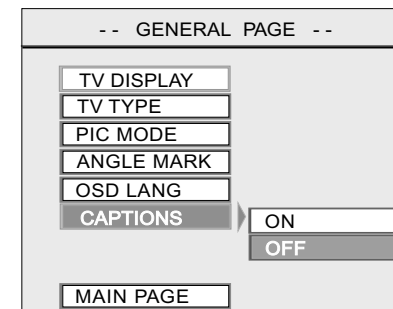 -- GENERAL PAGE --
TV DISPLAY
TV TYPE
PIC MODE
ANGLE MARK
OSD LANG
CAPTIONS
ON
OFF
MAIN PAGE